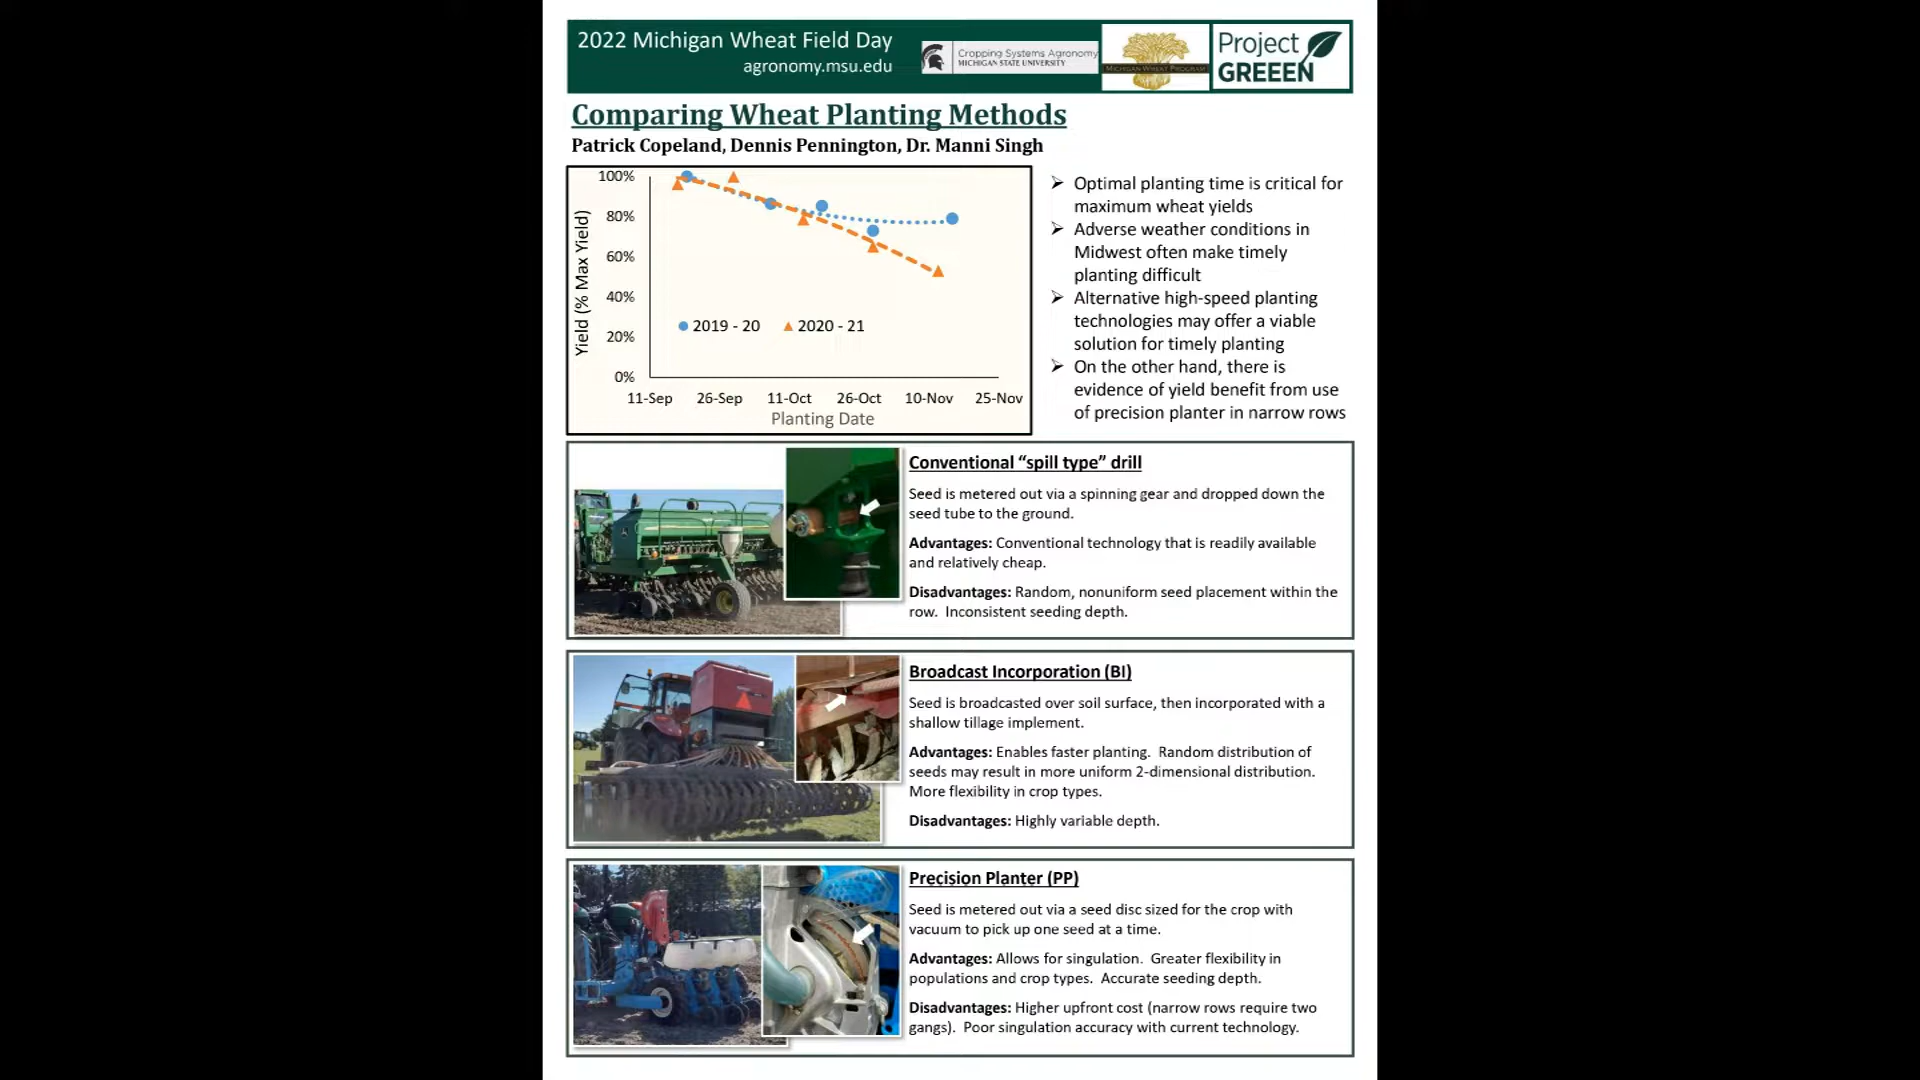 2022 Michigan Wheat Field Day
agronomy.msu.edu
Cropping Systems Agronomy
MICHIGAN STATE UNIVERSITY
MICHIGAN WHEAT PROGRAM
Project
GREEEN
Comparing Wheat Planting Methods
Patrick Copeland, Dennis Pennington, Dr. Manni Singh
Yield (% Max Yield)
100%
80%
60%
40%
20%
0%
2019 - 20
2020 - 21
11-Sep 26-Sep 11-Oct 26-Oct 10-Nov 25-Nov
Planting Date
Optimal planting time is critical for
maximum wheat yields
Adverse weather conditions in
Midwest often make timely
planting difficult
Alternative high-speed planting
technologies may offer a viable
solution for timely planting
On the other hand, there is
evidence of yield benefit from use
of precision planter in narrow rows
Conventional “spill type” drill
Seed is metered out via a spinning gear and dropped down the
seed tube to the ground.
Advantages: Conventional technology that is readily available
and relatively cheap.
Disadvantages: Random, nonuniform seed placement within the
row. Inconsistent seeding depth.
Broadcast Incorporation (BI)
Seed is broadcasted over soil surface, then incorporated with a
shallow tillage implement.
Advantages: Enables faster planting. Random distribution of
seeds may result in more uniform 2-dimensional distribution.
More flexibility in crop types.
Disadvantages: Highly variable depth.
Precision Planter (PP)
Seed is metered out via a seed disc sized for the crop with
vacuum to pick up one seed at a time.
Advantages: Allows for singulation. Greater flexibility in
populations and crop types. Accurate seeding depth.
Disadvantages: Higher upfront cost (narrow rows require two
gangs). Poor singulation accuracy with current technology.